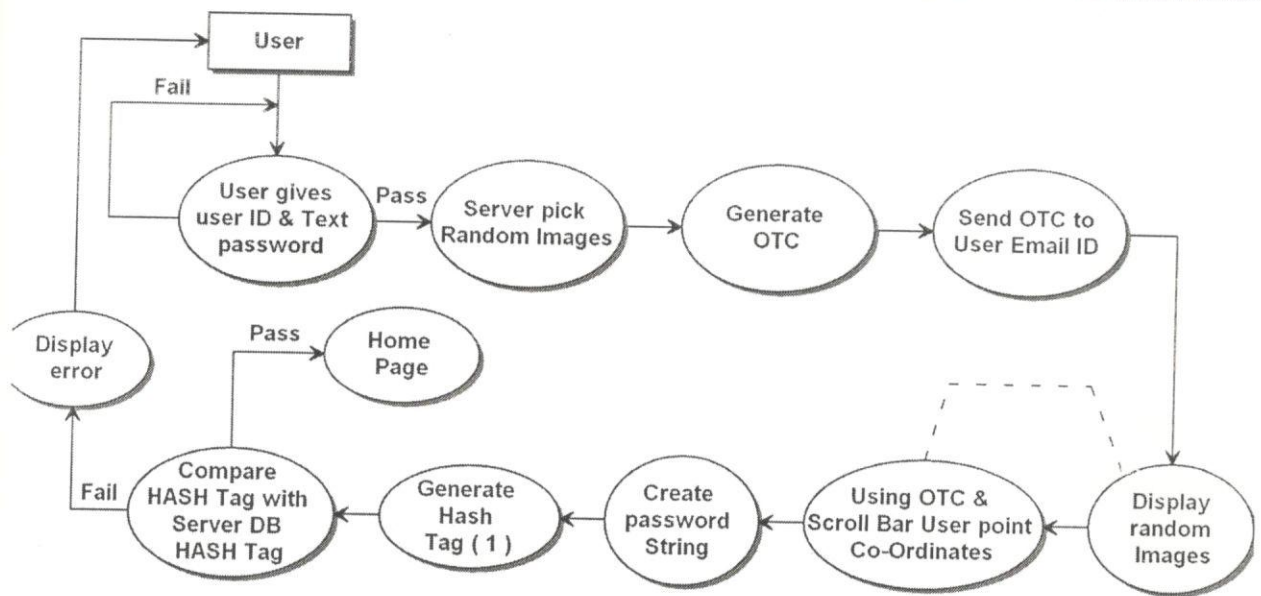 User
Fail
User gives
user ID & Text
password
Pass
Server pick
Random Images
Generate
OTC
Send OTC to
User Email ID
Display
error
Pass
Home
Page
Fail
Compare
HASH Tag with
Server DB
HASH Tag
Generate
Hash
Tag ( 1 )
Create
password
String
Using OTC &
Scroll Bar User point
Co-Ordinates
Display
random
Images